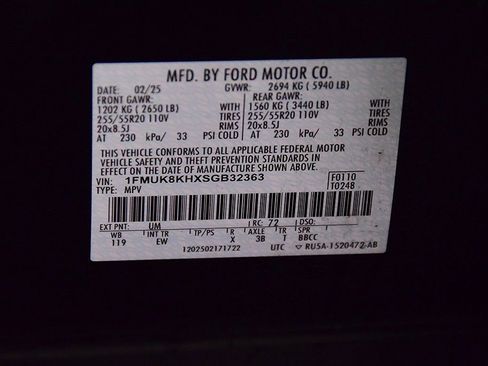 MFD. BY FORD MOTOR CO.
DATE: 02/25 GVWR: 2694 KG ( 5940 LB)
FRONT GAWR: REAR GAWR:
1202 KG ( 2650 LB) WITH 1560 KG ( 3440 LB) WITH
255/55R20 110V TIRES 255/55R20 110V TIRES
20x8.5J RIMS 20x8.5J RIMS
AT 230 kPa/ 33 PSI COLD AT 230 kPa/ 33 PSI COLD
THIS VEHICLE CONFORMS TO ALL APPLICABLE FEDERAL MOTOR
VEHICLE SAFETY AND THEFT PREVENTION STANDARDS IN
EFFECT ON THE DATE OF MANUFACTURE SHOWN ABOVE.
VIN: 1FMUK8KHXSGB32363 F0110
TYPE: MPV T0248
EXT PNT: UM RC: 72 DSO:
WB INT TR TP/PS R AXLE TR SPR
119 EW X 3B T BBCC
1202502171722 UTC RU5A-1520472-AB